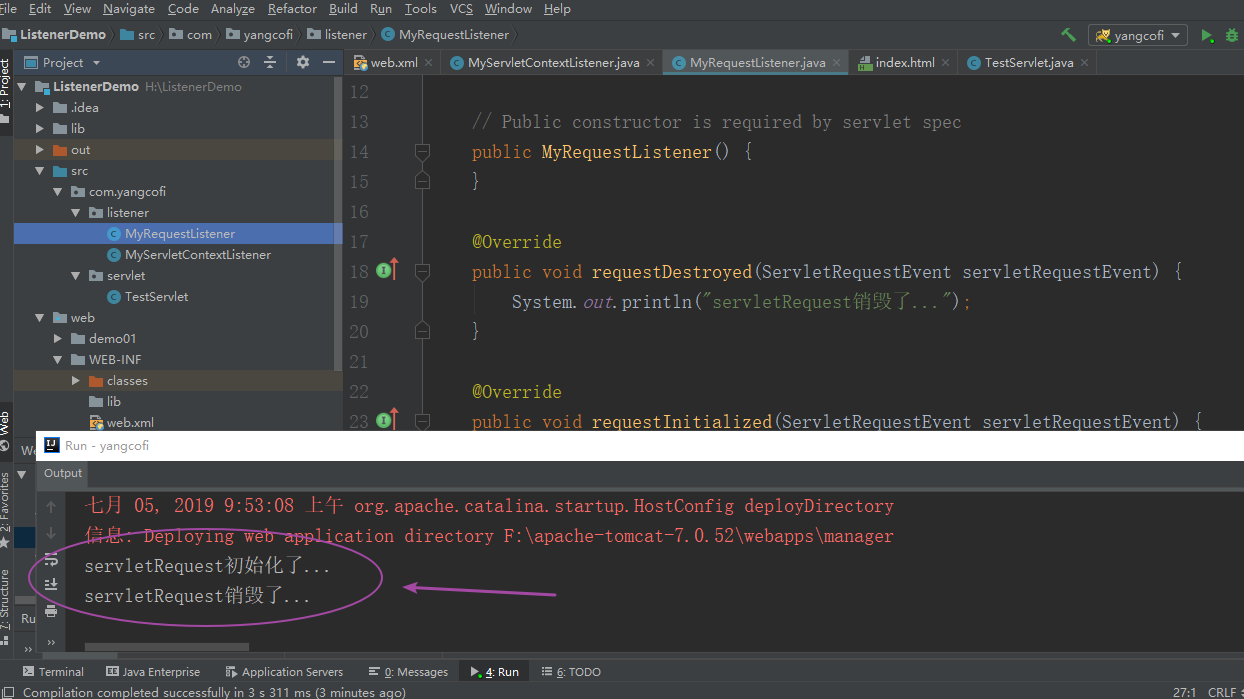 File Edit View Navigate Code Analyze Refactor Build Run Tools VCS Window Help
ListenerDemo src com yangcofi listener MyRequestListener yangcofi
Project
web.xml MyServletContextListener.java MyRequestListener.java index.html TestServlet.java
1: Project
ListenerDemo H:\ListenerDemo
.idea
lib
out
src
com.yangcofi
listener
MyRequestListener
MyServletContextListener
servlet
TestServlet
web
demo01
WEB-INF
classes
lib
web.xml
12
13 // Public constructor is required by servlet spec
14 public MyRequestListener() {
15 }
16
17 @Override
18 public void requestDestroyed(ServletRequestEvent servletRequestEvent) {
19 System.out.println("servletRequest销毁了...");
20 }
21
22 @Override
23 public void requestInitialized(ServletRequestEvent servletRequestEvent) {
Web
2: Favorites
7: Structure
We
Run - yangcofi
Output
七月 05, 2019 9:53:08 上午 org.apache.catalina.startup.HostConfig deployDirectory
信息: Deploying web application directory F:\apache-tomcat-7.0.52\webapps\manager
servletRequest初始化了...
servletRequest销毁了...
Ru
Terminal Java Enterprise Application Servers 0: Messages 4: Run 6: TODO
Compilation completed successfully in 3 s 311 ms (3 minutes ago) 27:1 CRLF